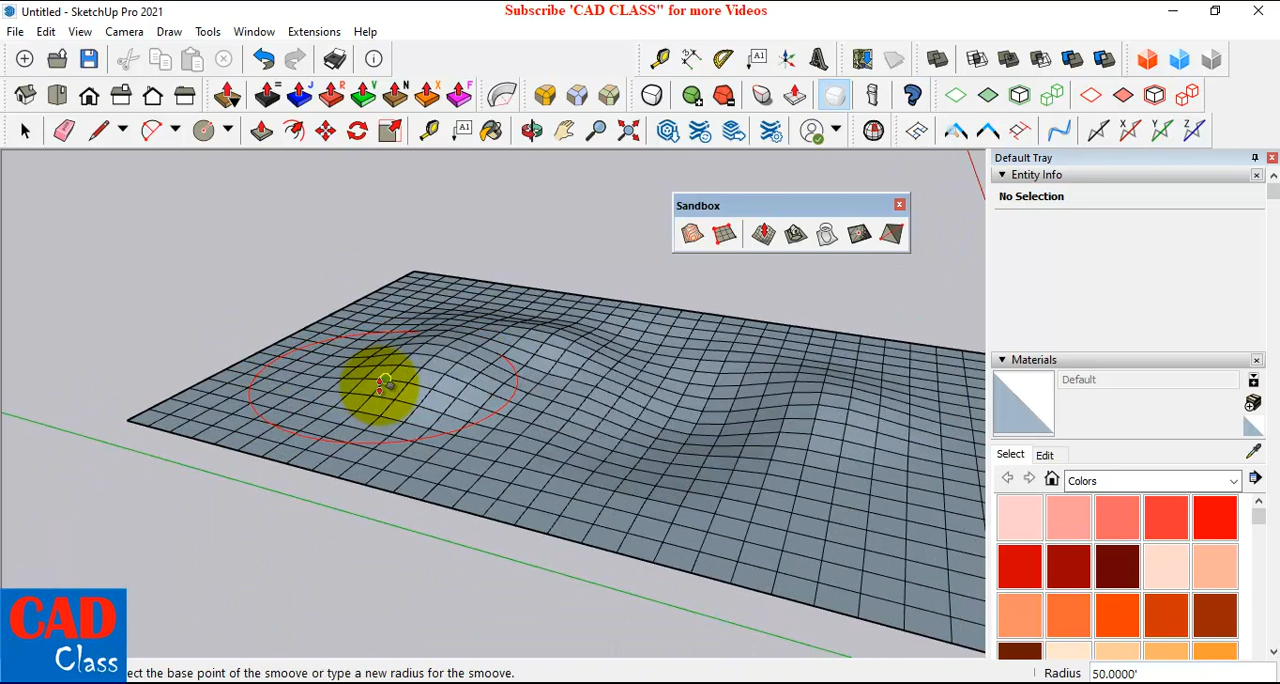 Untitled - SketchUp Pro 2021
Subscribe 'CAD CLASS" for more Videos
File Edit View Camera Draw Tools Window Extensions Help
Default Tray
Entity Info
No Selection
Sandbox
Materials
Default
Select Edit
Colors
CAD
Class
ect the base point of the smoove or type a new radius for the smoove.
Radius 50.0000'